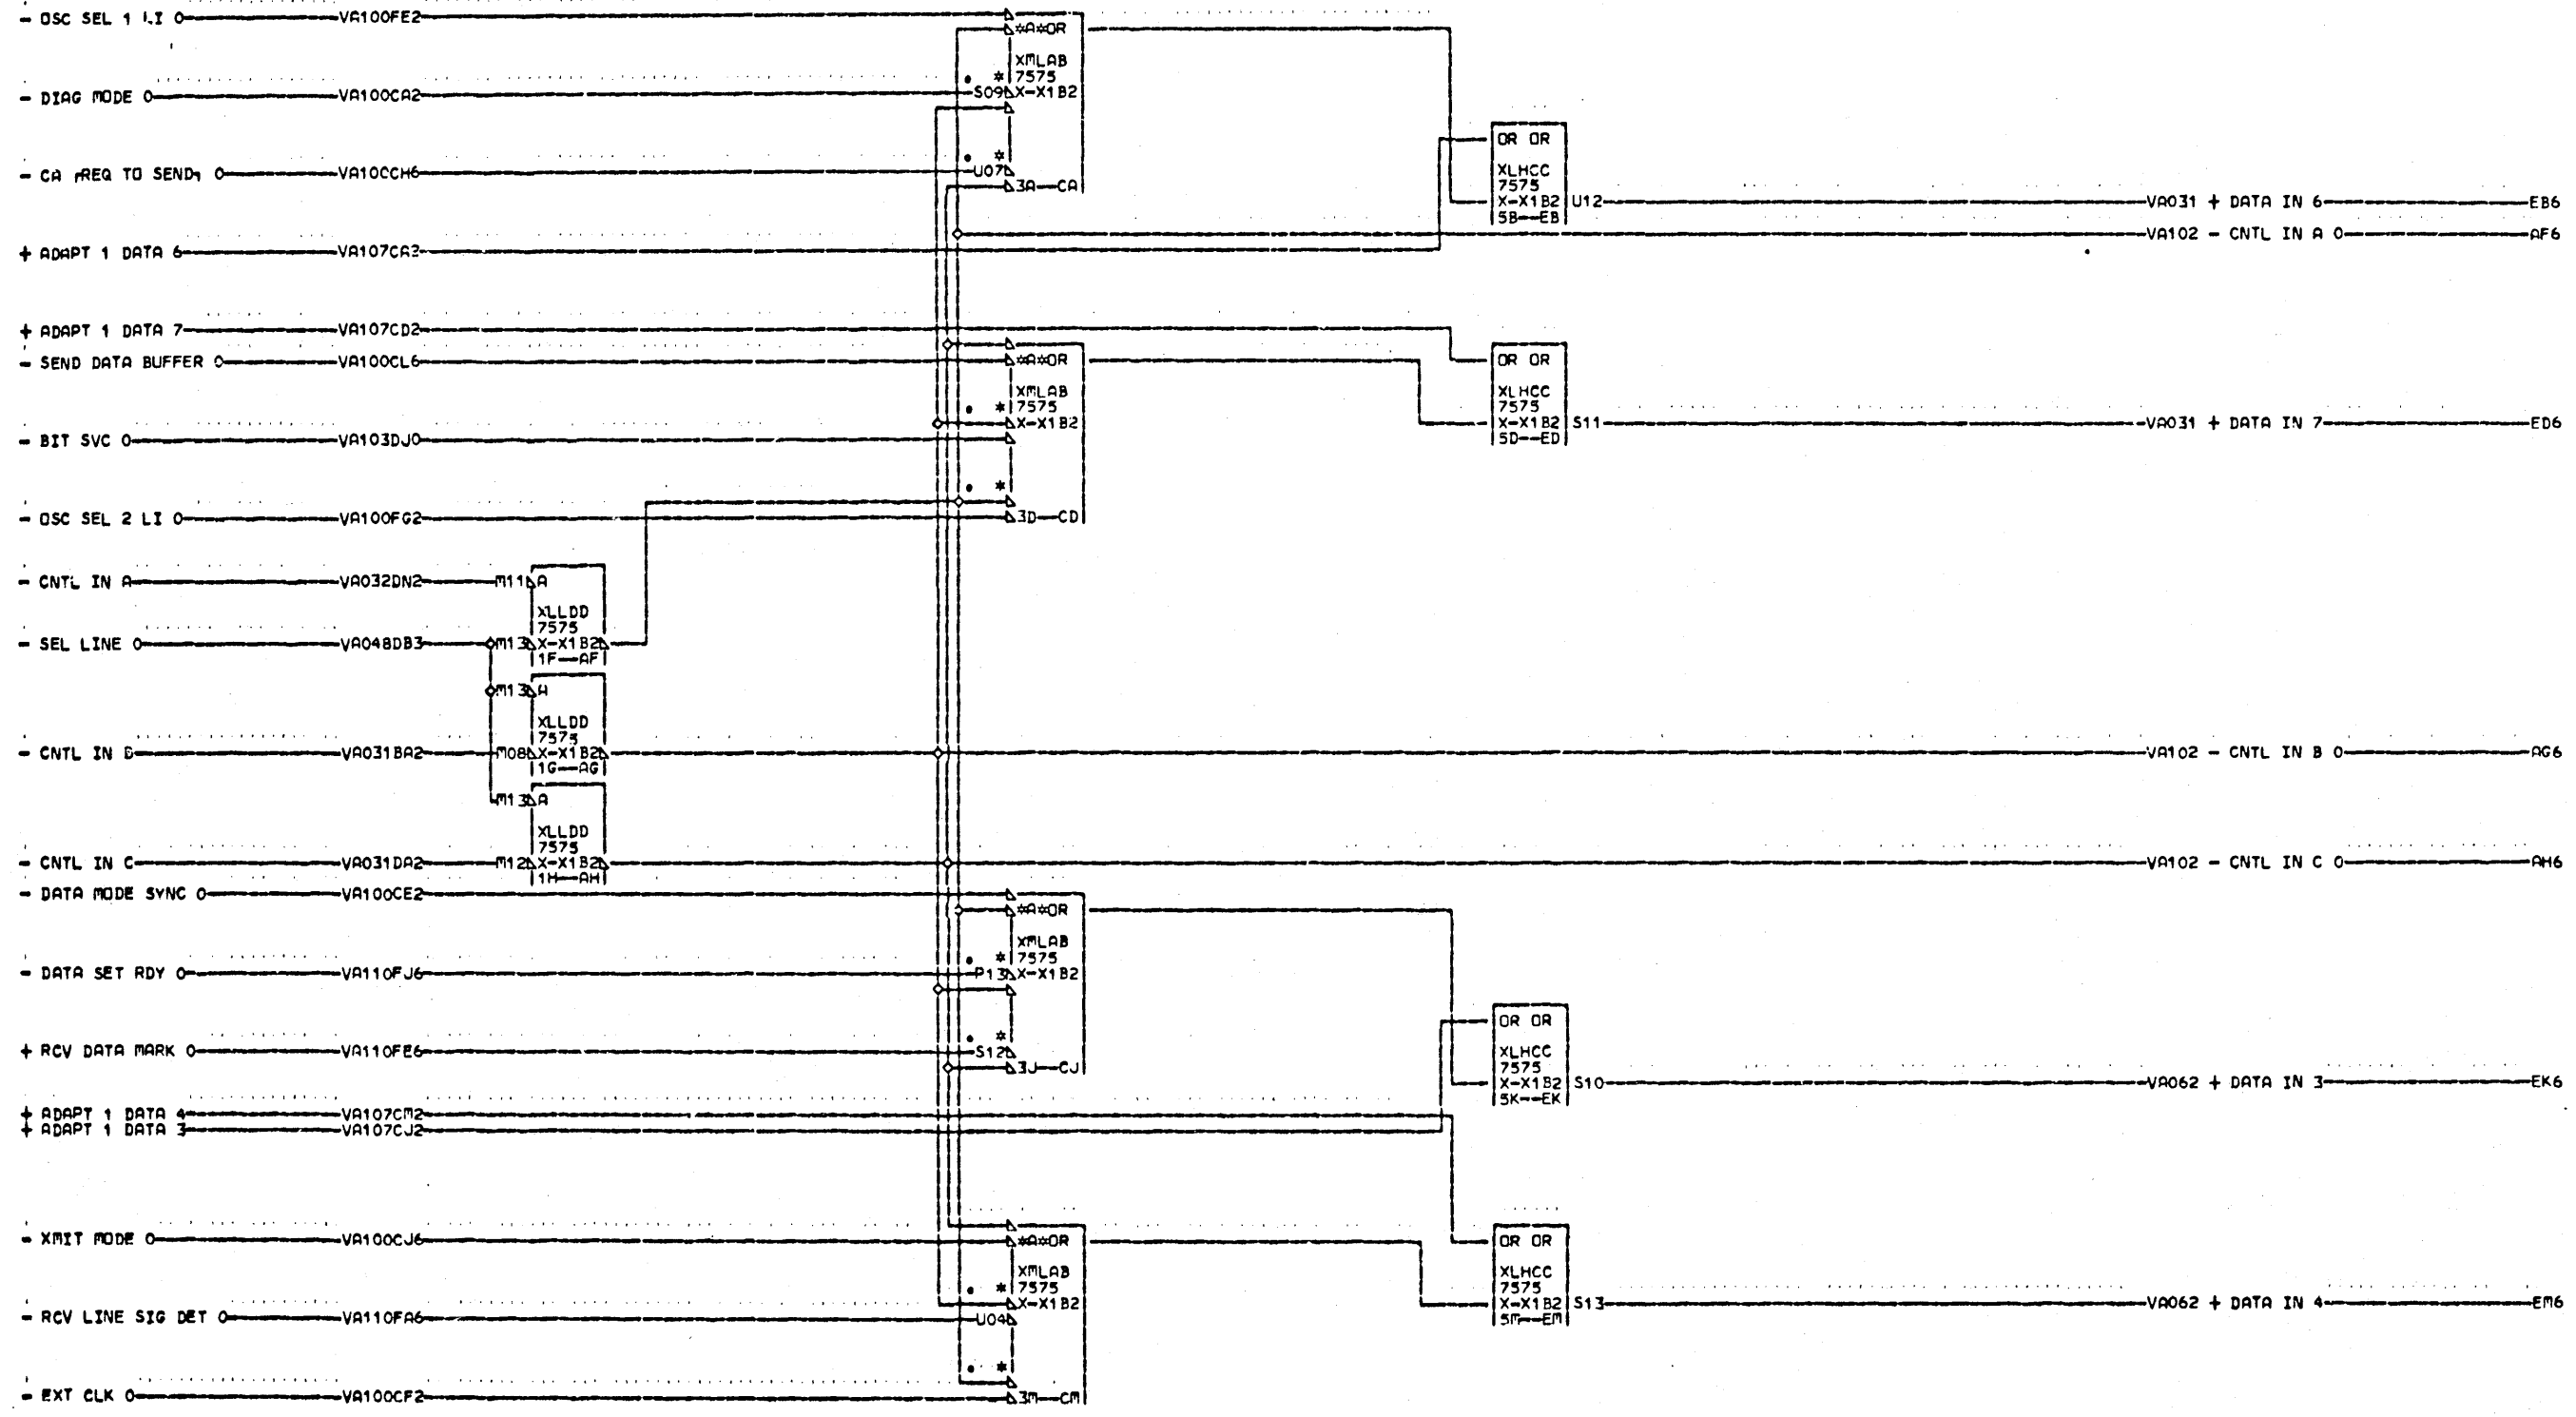 - OSC SEL 1 LI 0 VA100FE2
*A*OR
XMLAB
* 7575
- DIAG MODE 0 VA100CA2 S09 X-X1B2
OR OR
* XLHCC
- CA REQ TO SEND 0 VA100CH6 U07
7575
3A CA
X-X1B2 U12 VA031 + DATA IN 6 EB6
5B--EB
VA102 - CNTL IN A 0 AF6
+ ADAPT 1 DATA 6 VA107CA2
+ ADAPT 1 DATA 7 VA107CD2
- SEND DATA BUFFER 0 VA100CL6 *A*OR OR OR
XMLAB XLHCC
* 7575 7575
X-X1B2 X-X1B2 S11 VA031 + DATA IN 7 ED6
- BIT SVC 0 VA103DJ0 5D--ED
*
- OSC SEL 2 LI 0 VA100FG2 3D CD
- CNTL IN A VA032DN2 M11 A
XLLDD
7575
- SEL LINE 0 VA048DB3 M13 X-X1B2
1F AF
M13 A
XLLDD
7575
- CNTL IN B VA031BA2 M08 X-X1B2 VA102 - CNTL IN B 0 AG6
1G AG
M13 A
XLLDD
7575
- CNTL IN C VA031DA2 M12 X-X1B2 VA102 - CNTL IN C 0 AH6
1H AH
- DATA MODE SYNC 0 VA100CE2
*A*OR
XMLAB
* 7575
- DATA SET RDY 0 VA110FJ6 P13 X-X1B2
OR OR
*
+ RCV DATA MARK 0 VA110FE6 S12 XLHCC
3J CJ 7575
X-X1B2 S10 VA062 + DATA IN 3 EK6
5K--EK
+ ADAPT 1 DATA 4 VA107CM2
+ ADAPT 1 DATA 3 VA107CJ2
- XMIT MODE 0 VA100CJ6 *A*OR OR OR
XMLAB XLHCC
* 7575 7575
X-X1B2 X-X1B2 S13 VA062 + DATA IN 4 EM6
- RCV LINE SIG DET 0 VA110FA6 U04 5M--EM
*
- EXT CLK 0 VA100CF2 3M CM